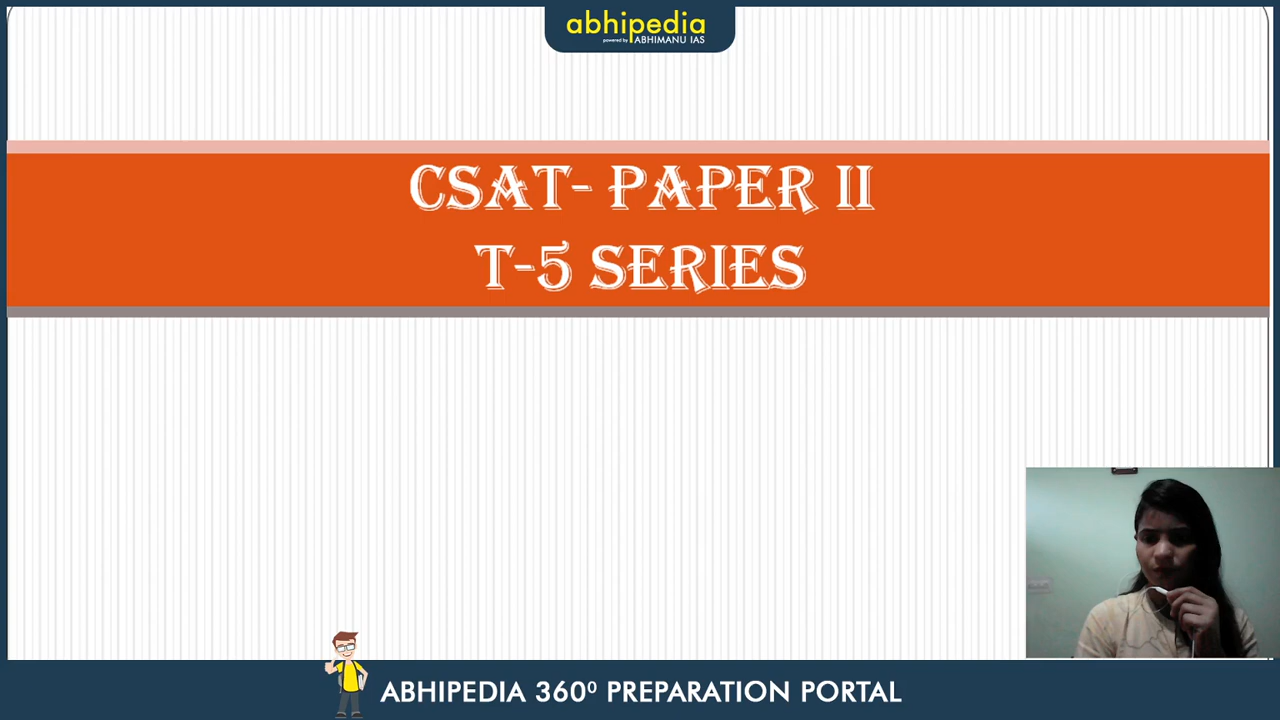 abhipedia
powered by ABHIMANU IAS
CSAT- PAPER II
T-5 SERIES
ABHIPEDIA 360⁰ PREPARATION PORTAL